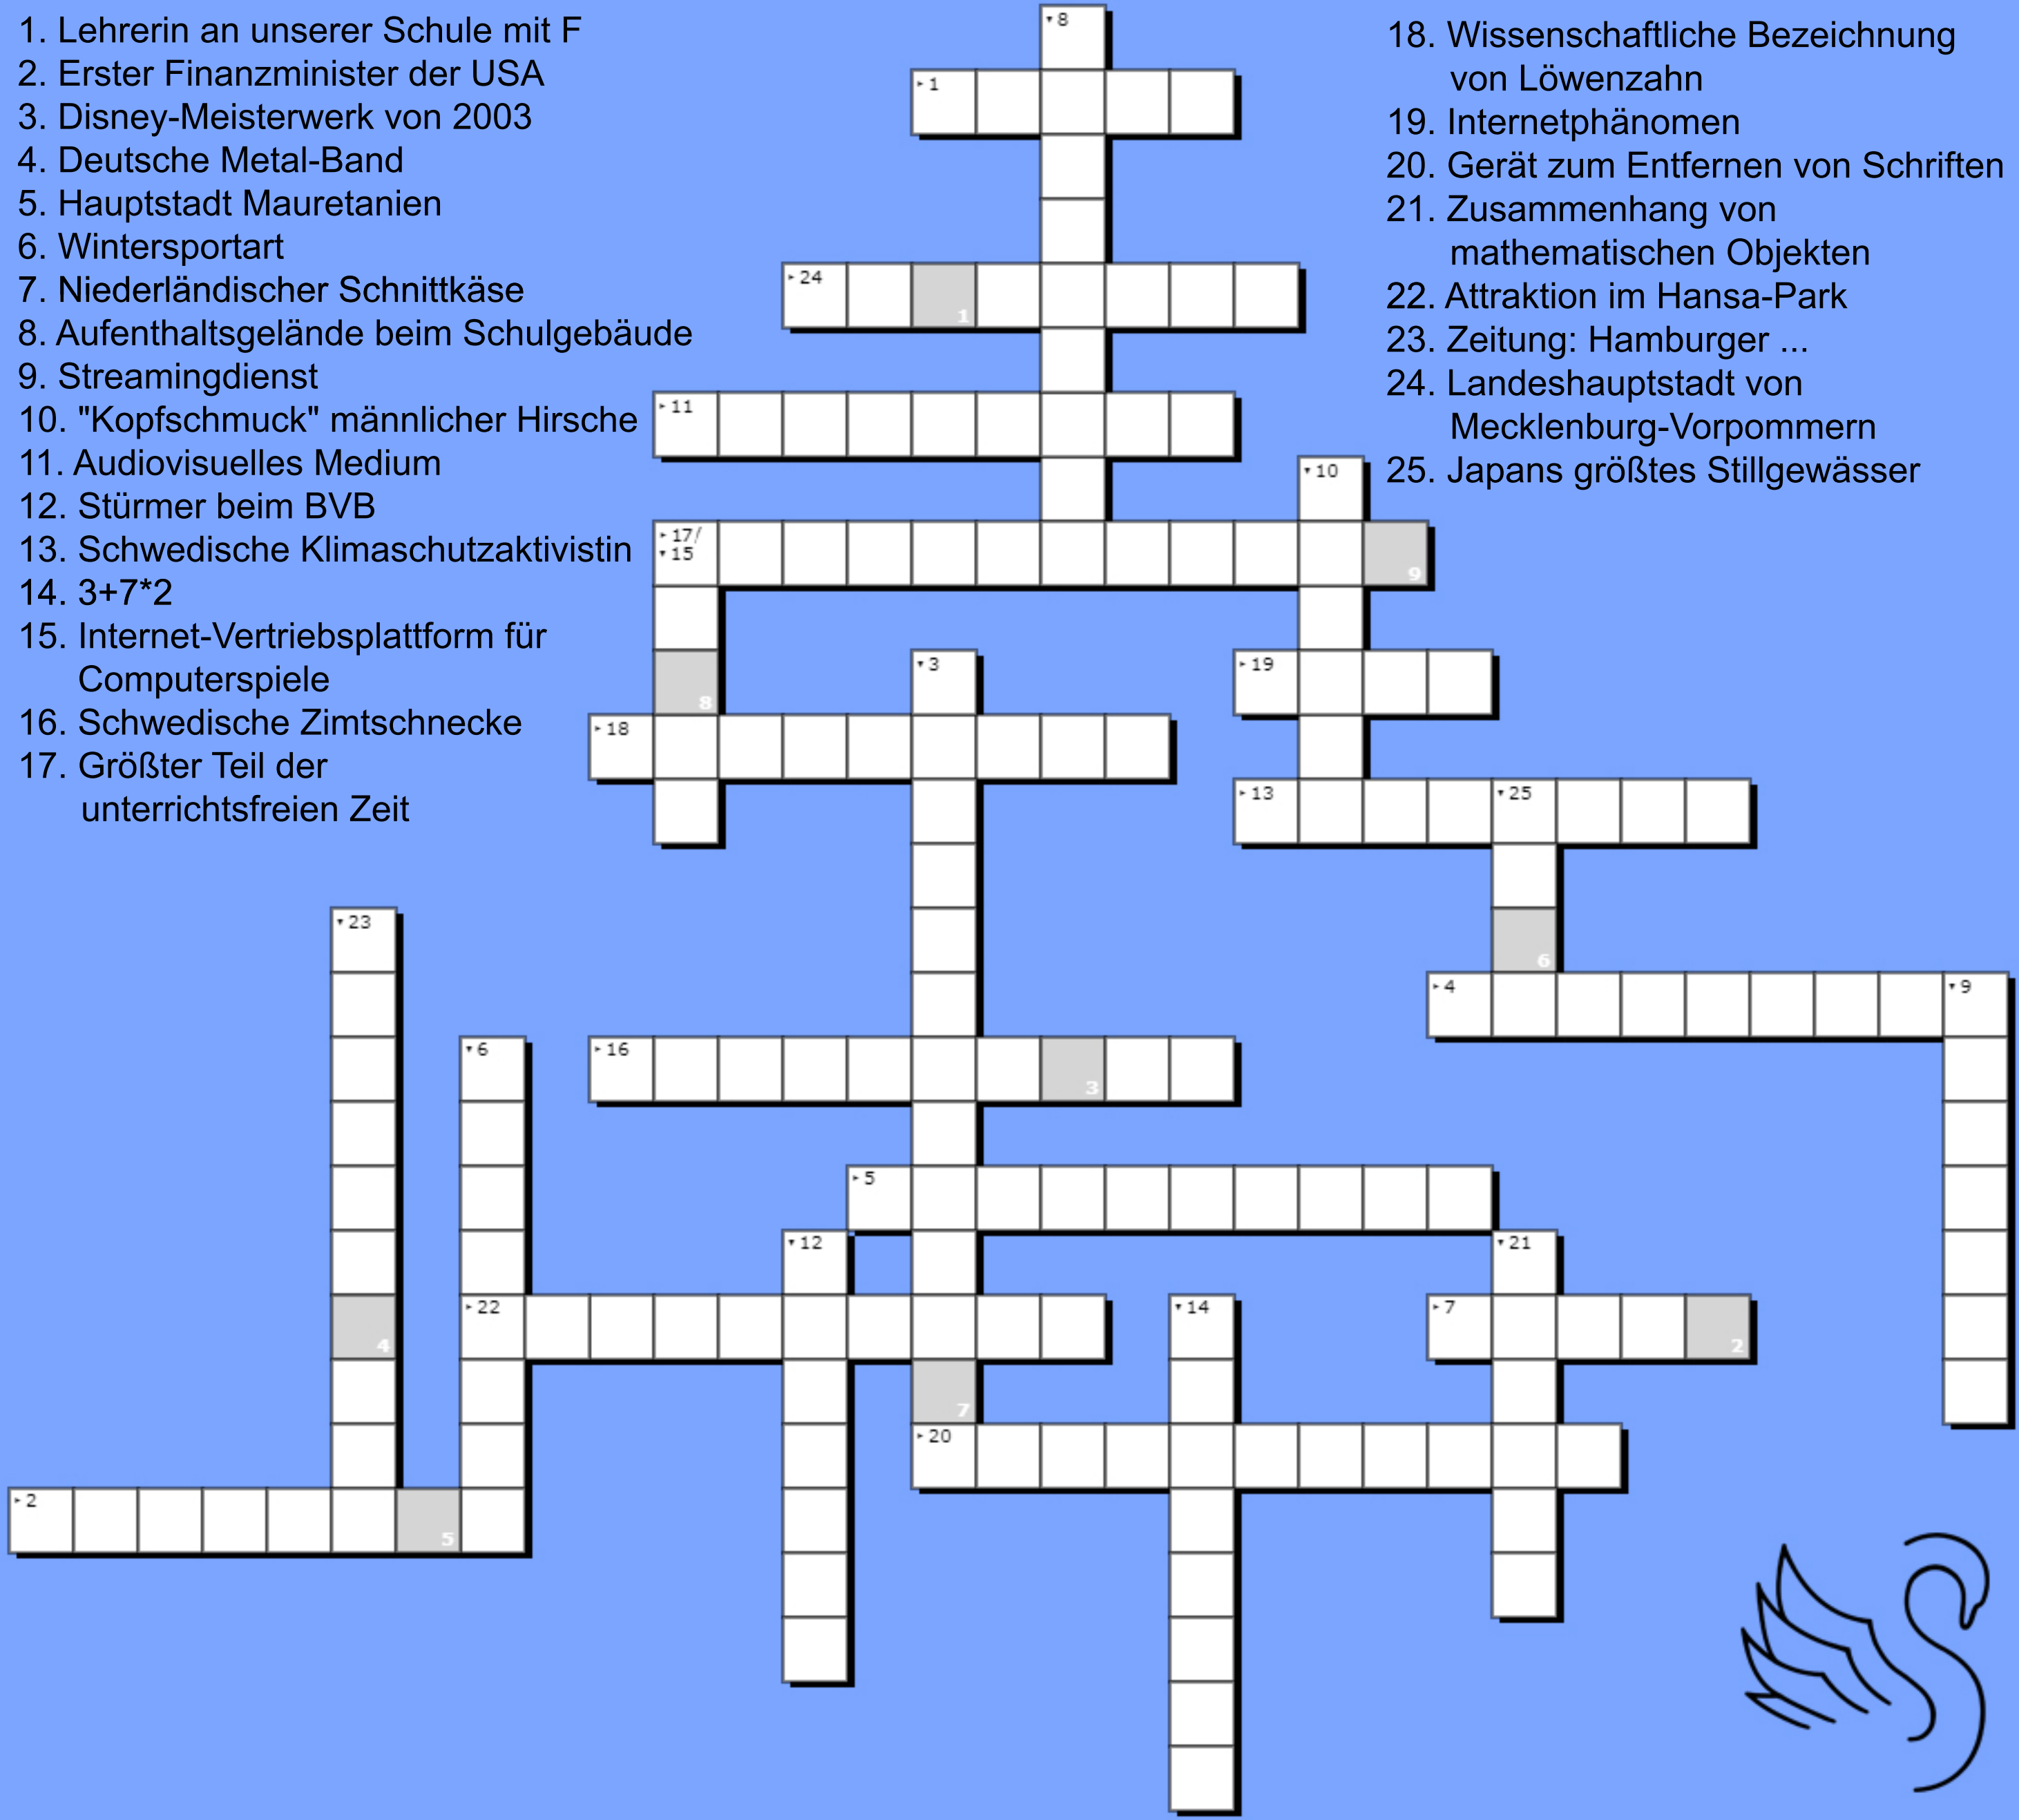 1. Lehrerin an unserer Schule mit F
2. Erster Finanzminister der USA
3. Disney-Meisterwerk von 2003
4. Deutsche Metal-Band
5. Hauptstadt Mauretanien
6. Wintersportart
7. Niederländischer Schnittkäse
8. Aufenthaltsgelände beim Schulgebäude
9. Streamingdienst
10. "Kopfschmuck" männlicher Hirsche
11. Audiovisuelles Medium
12. Stürmer beim BVB
13. Schwedische Klimaschutzaktivistin
14. 3+7*2
15. Internet-Vertriebsplattform für
Computerspiele
16. Schwedische Zimtschnecke
17. Größter Teil der
unterrichtsfreien Zeit
18. Wissenschaftliche Bezeichnung
von Löwenzahn
19. Internetphänomen
20. Gerät zum Entfernen von Schriften
21. Zusammenhang von
mathematischen Objekten
22. Attraktion im Hansa-Park
23. Zeitung: Hamburger ...
24. Landeshauptstadt von
Mecklenburg-Vorpommern
25. Japans größtes Stillgewässer
8
1
24
1
11
10
17/
15
9
8
3
19
18
13
25
23
6
4
9
6
16
3
5
12
21
4
22
14
7
2
7
20
2
5